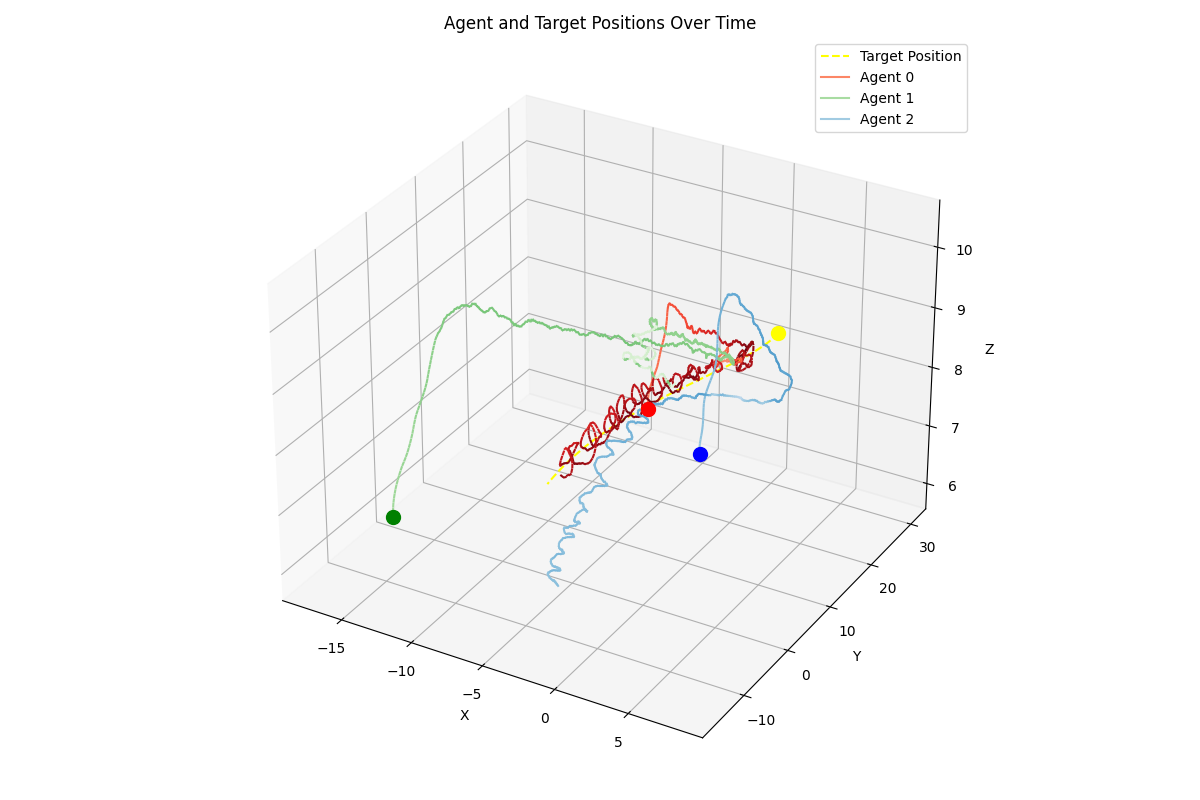 Agent and Target Positions Over Time
Target Position
Agent 0
Agent 1
Agent 2
10
9
8
7
6
Z
30
20
10
0
−10
Y
−15
−10
−5
0
5
X